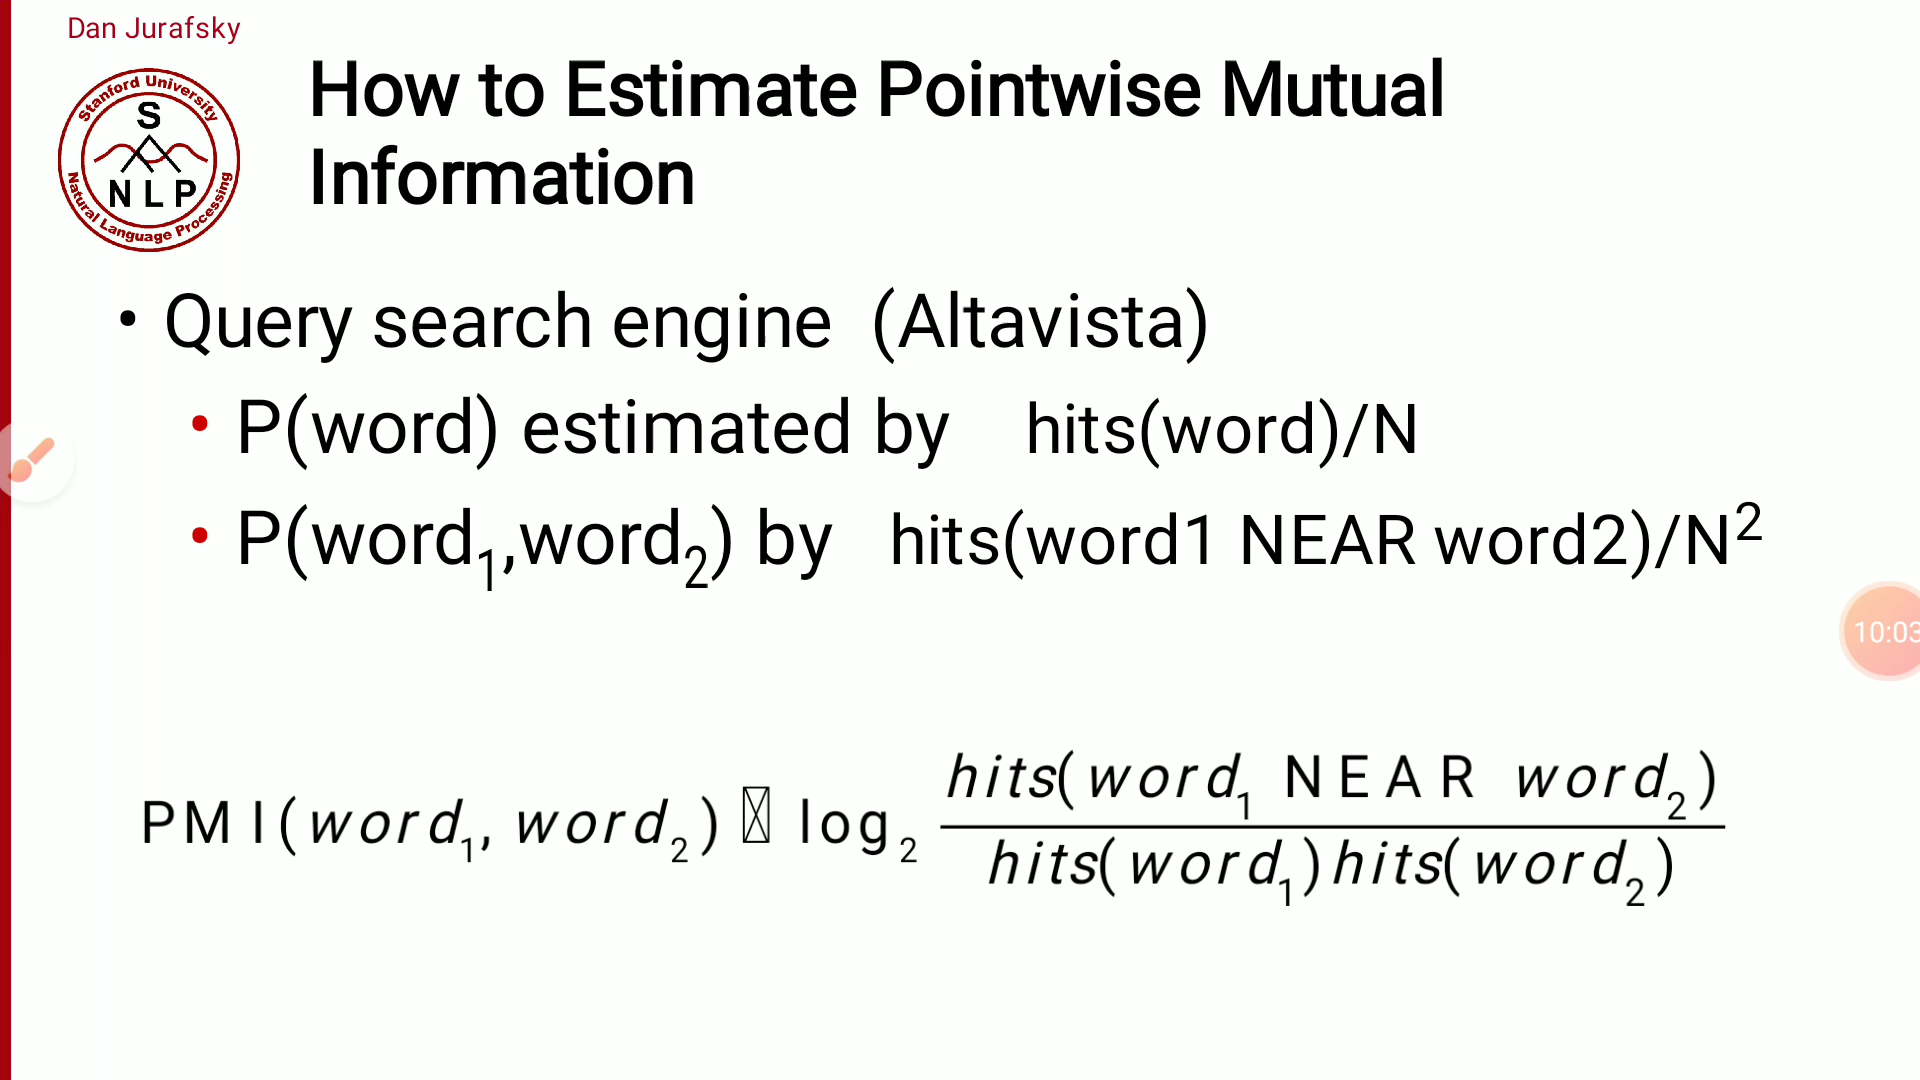 Dan Jurafsky
Stanford University
S
N L P
Natural Language Processing
How to Estimate Pointwise Mutual
Information
• Query search engine (Altavista)
• P(word) estimated by hits(word)/N
• P(word₁,word₂) by hits(word1 NEAR word2)/N²
10:03
PMI(word₁, word₂) log₂ hits(word₁ NEAR word₂)
hits(word₁)hits(word₂)